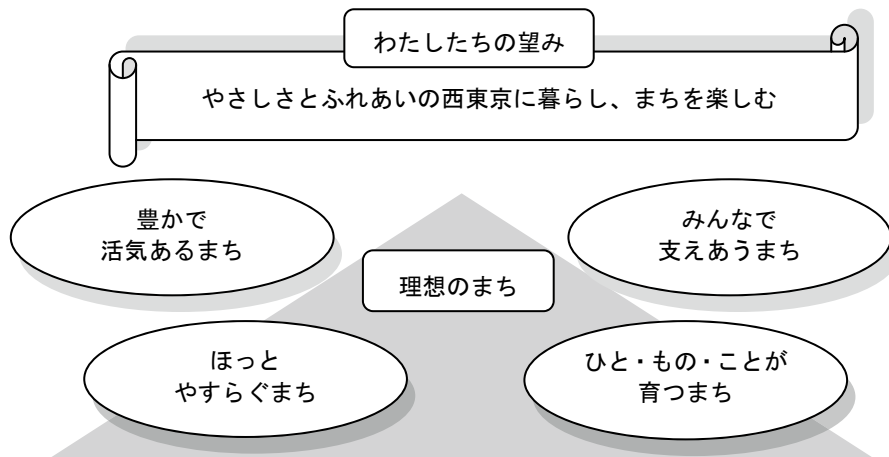 わたしたちの望み
やさしさとふれあいの西東京に暮らし、まちを楽しむ
豊かで
活気あるまち
みんなで
支えあうまち
理想のまち
ほっと
やすらぐまち
ひと・もの・ことが
育つまち